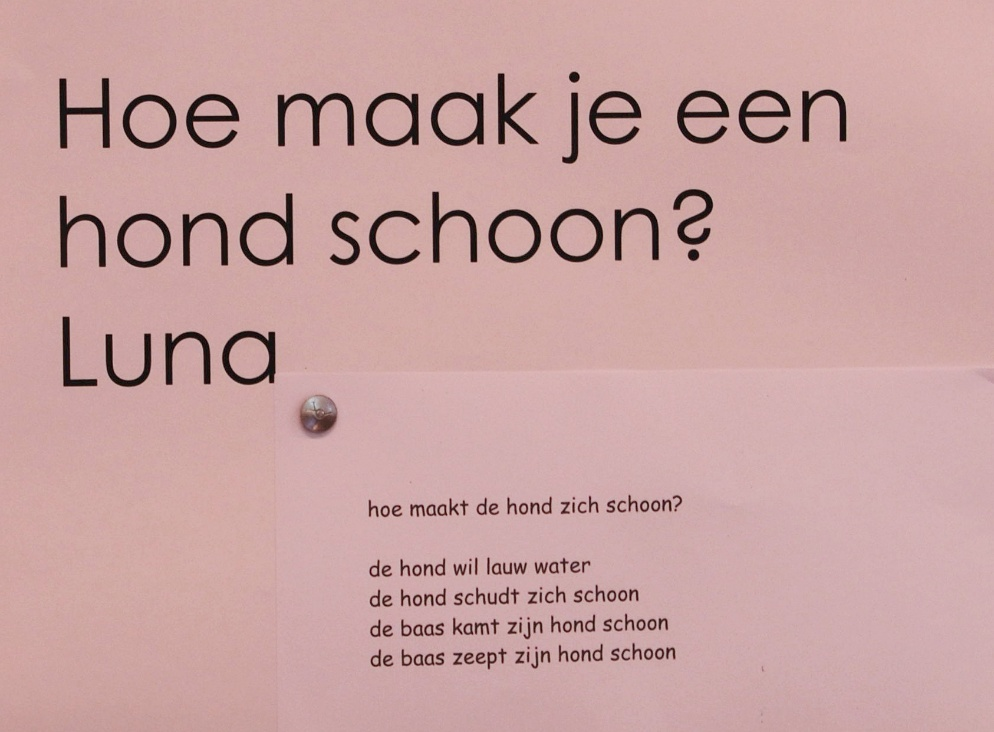 Hoe maak je een
hond schoon?
Luna
hoe maakt de hond zich schoon?
de hond wil lauw water
de hond schudt zich schoon
de baas kamt zijn hond schoon
de baas zeept zijn hond schoon